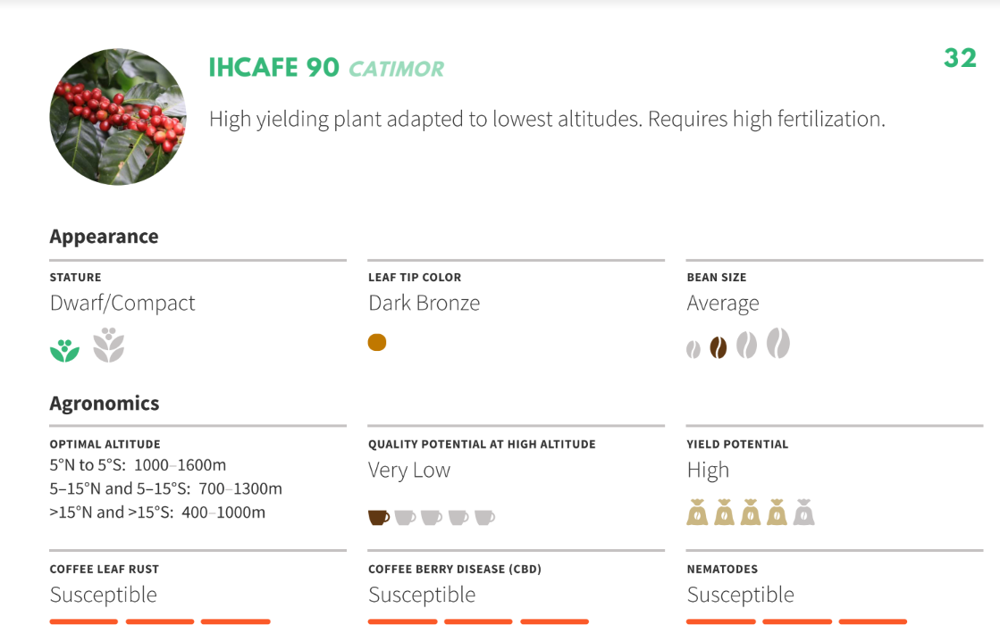 IHCAFE 90 CATIMOR
32
High yielding plant adapted to lowest altitudes. Requires high fertilization.
Appearance
STATURE
Dwarf/Compact
LEAF TIP COLOR
Dark Bronze
BEAN SIZE
Average
Agronomics
OPTIMAL ALTITUDE
5°N to 5°S: 1000–1600m
5–15°N and 5–15°S: 700–1300m
>15°N and >15°S: 400–1000m
QUALITY POTENTIAL AT HIGH ALTITUDE
Very Low
YIELD POTENTIAL
High
COFFEE LEAF RUST
Susceptible
COFFEE BERRY DISEASE (CBD)
Susceptible
NEMATODES
Susceptible